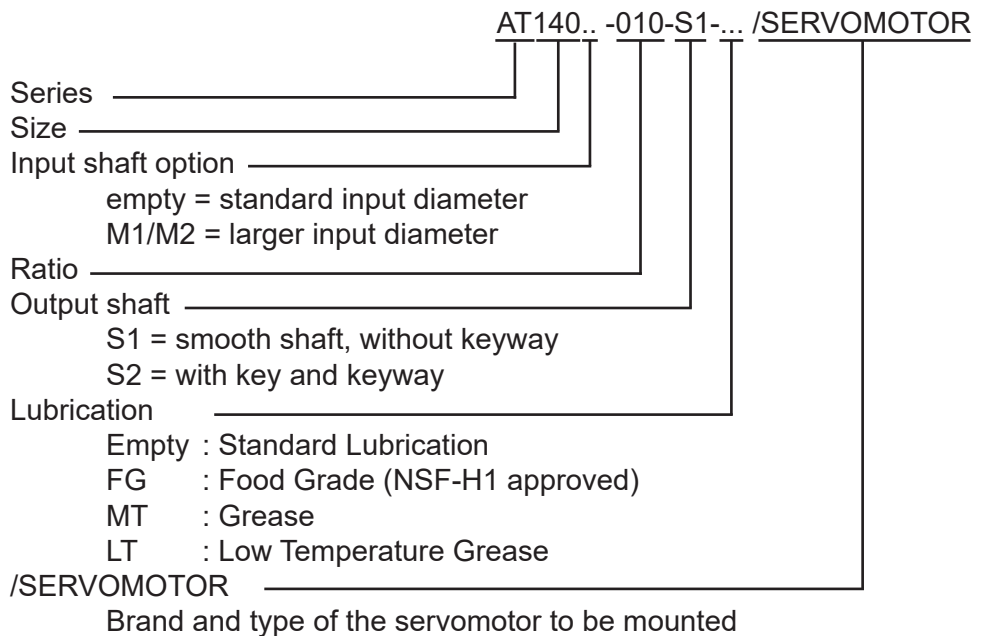 AT140.. -010-S1-... /SERVOMOTOR
Series
Size
Input shaft option
empty = standard input diameter
M1/M2 = larger input diameter
Ratio
Output shaft
S1 = smooth shaft, without keyway
S2 = with key and keyway
Lubrication
Empty : Standard Lubrication
FG : Food Grade (NSF-H1 approved)
MT : Grease
LT : Low Temperature Grease
/SERVOMOTOR
Brand and type of the servomotor to be mounted